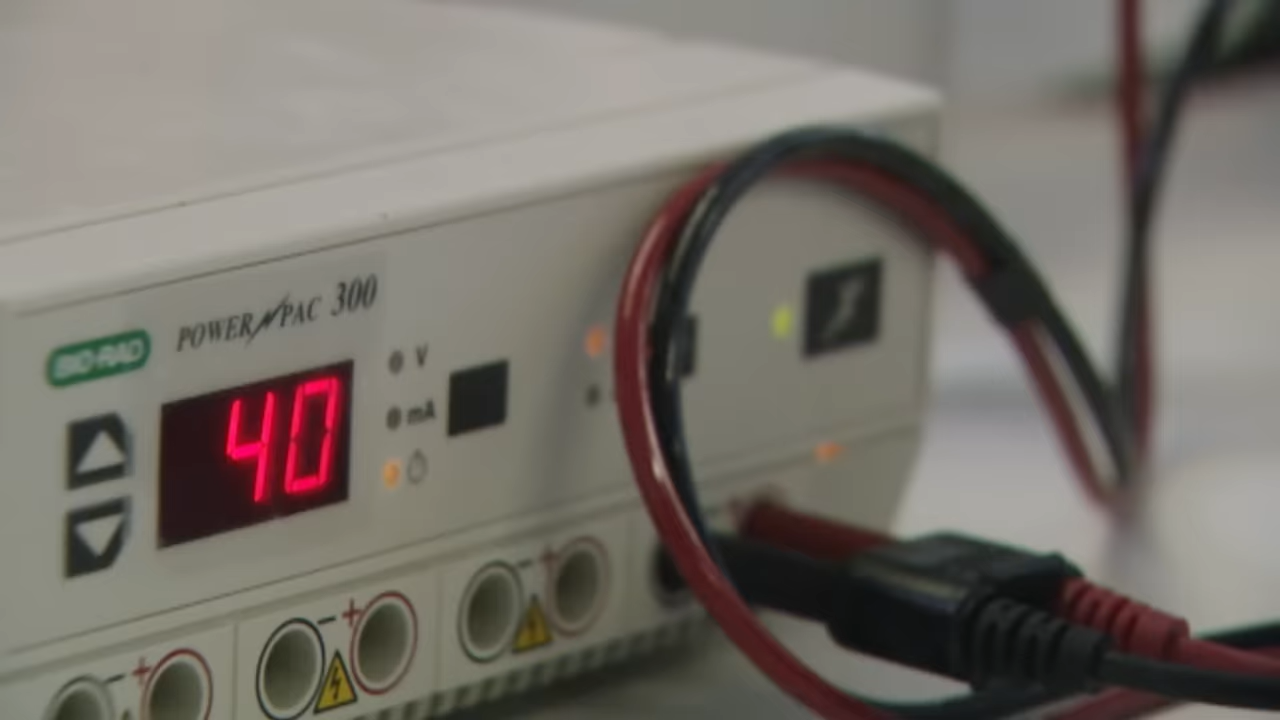 POWER PAC 300
BIO-RAD
40
V
mA
- +
- +
- +